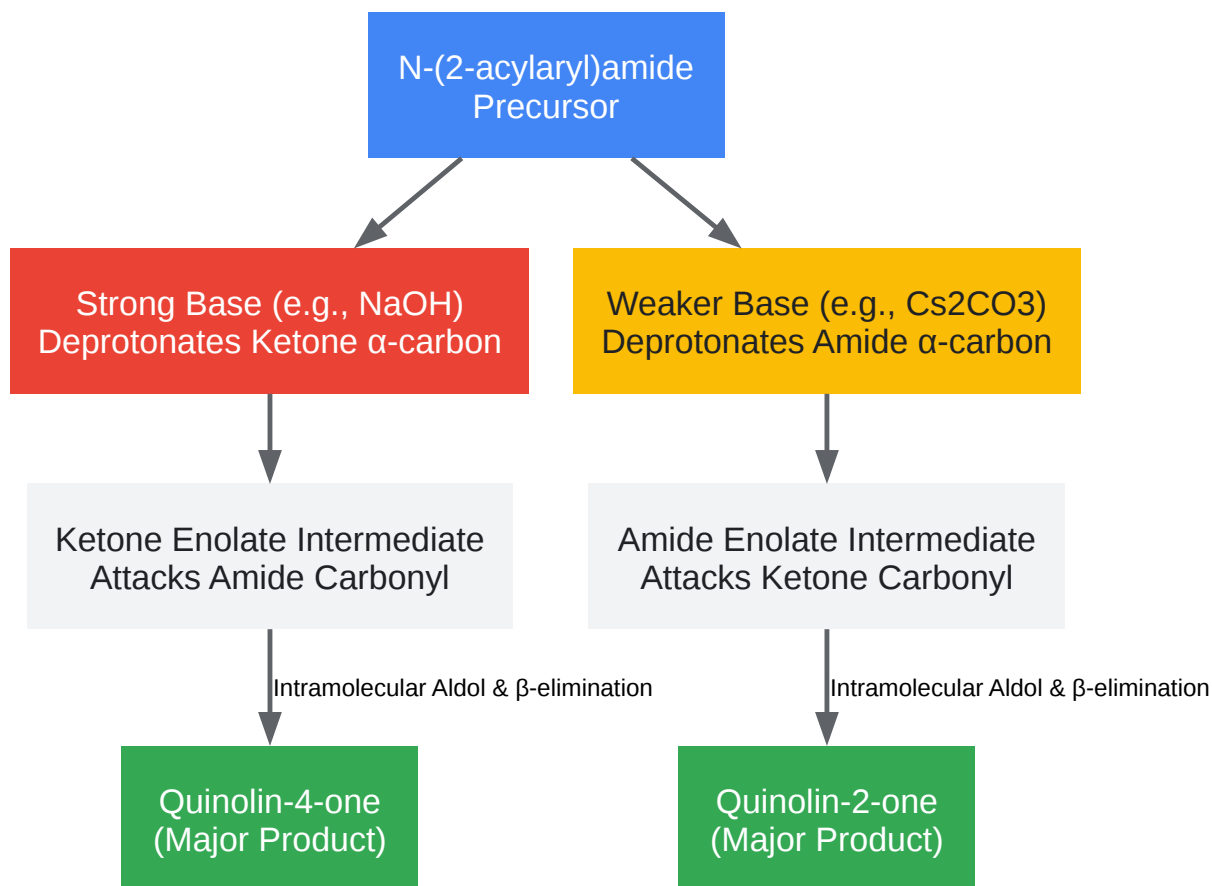 N-(2-acylaryl)amide
Precursor
Strong Base (e.g., NaOH)
Deprotonates Ketone α-carbon
Weaker Base (e.g., Cs2CO3)
Deprotonates Amide α-carbon
Ketone Enolate Intermediate
Attacks Amide Carbonyl
Amide Enolate Intermediate
Attacks Ketone Carbonyl
Intramolecular Aldol & β-elimination
Intramolecular Aldol & β-elimination
Quinolin-4-one
(Major Product)
Quinolin-2-one
(Major Product)